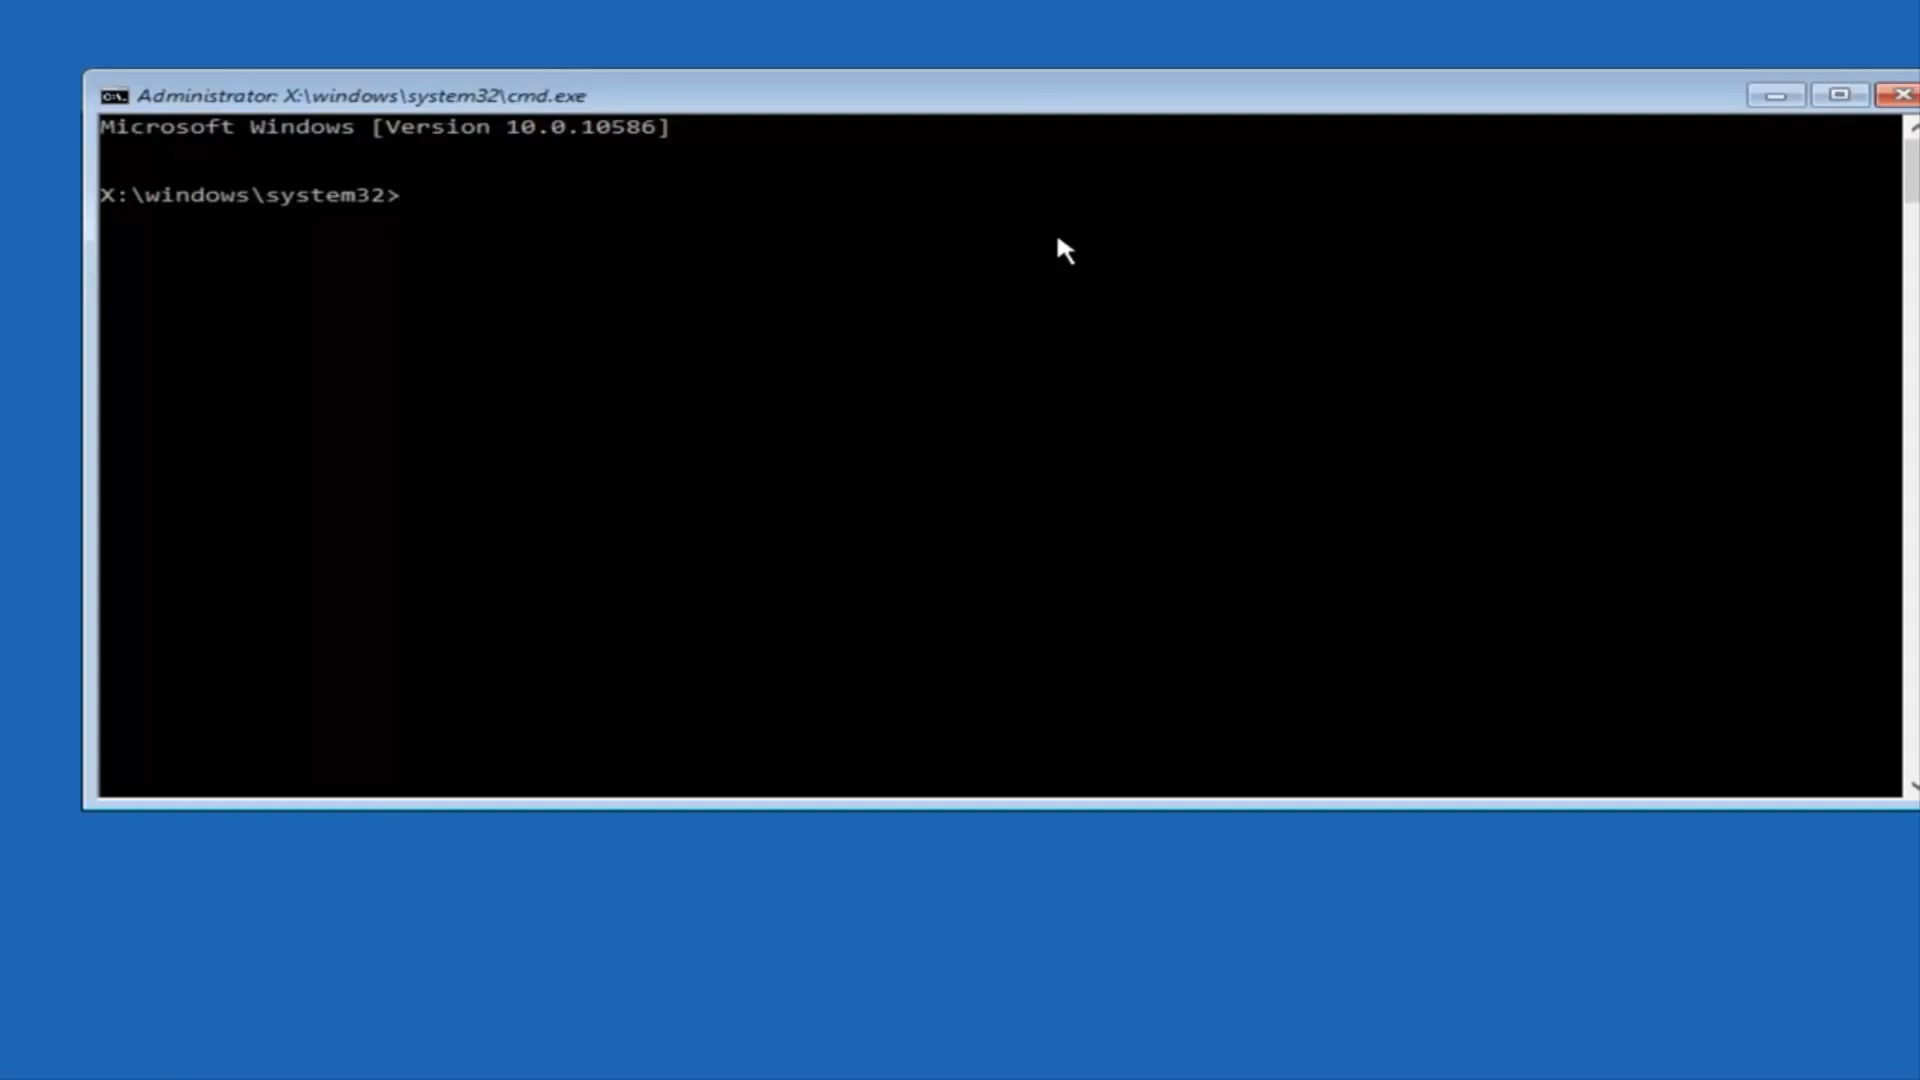 Administrator: X:\windows\system32\cmd.exe
Microsoft Windows [Version 10.0.10586]
X:\windows\system32>